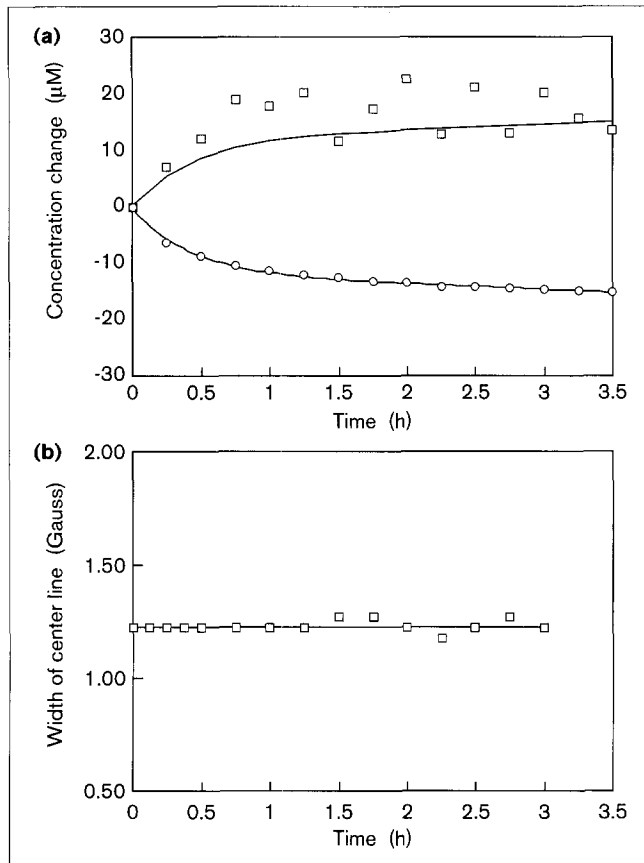 (a)
Concentration change (μM)
30
20
10
0
-10
-20
-30
0 0.5 1 1.5 2 2.5 3 3.5
Time (h)
(b)
Width of center line (Gauss)
2.00
1.50
1.00
0.50
0 0.5 1 1.5 2 2.5 3 3.5
Time (h)